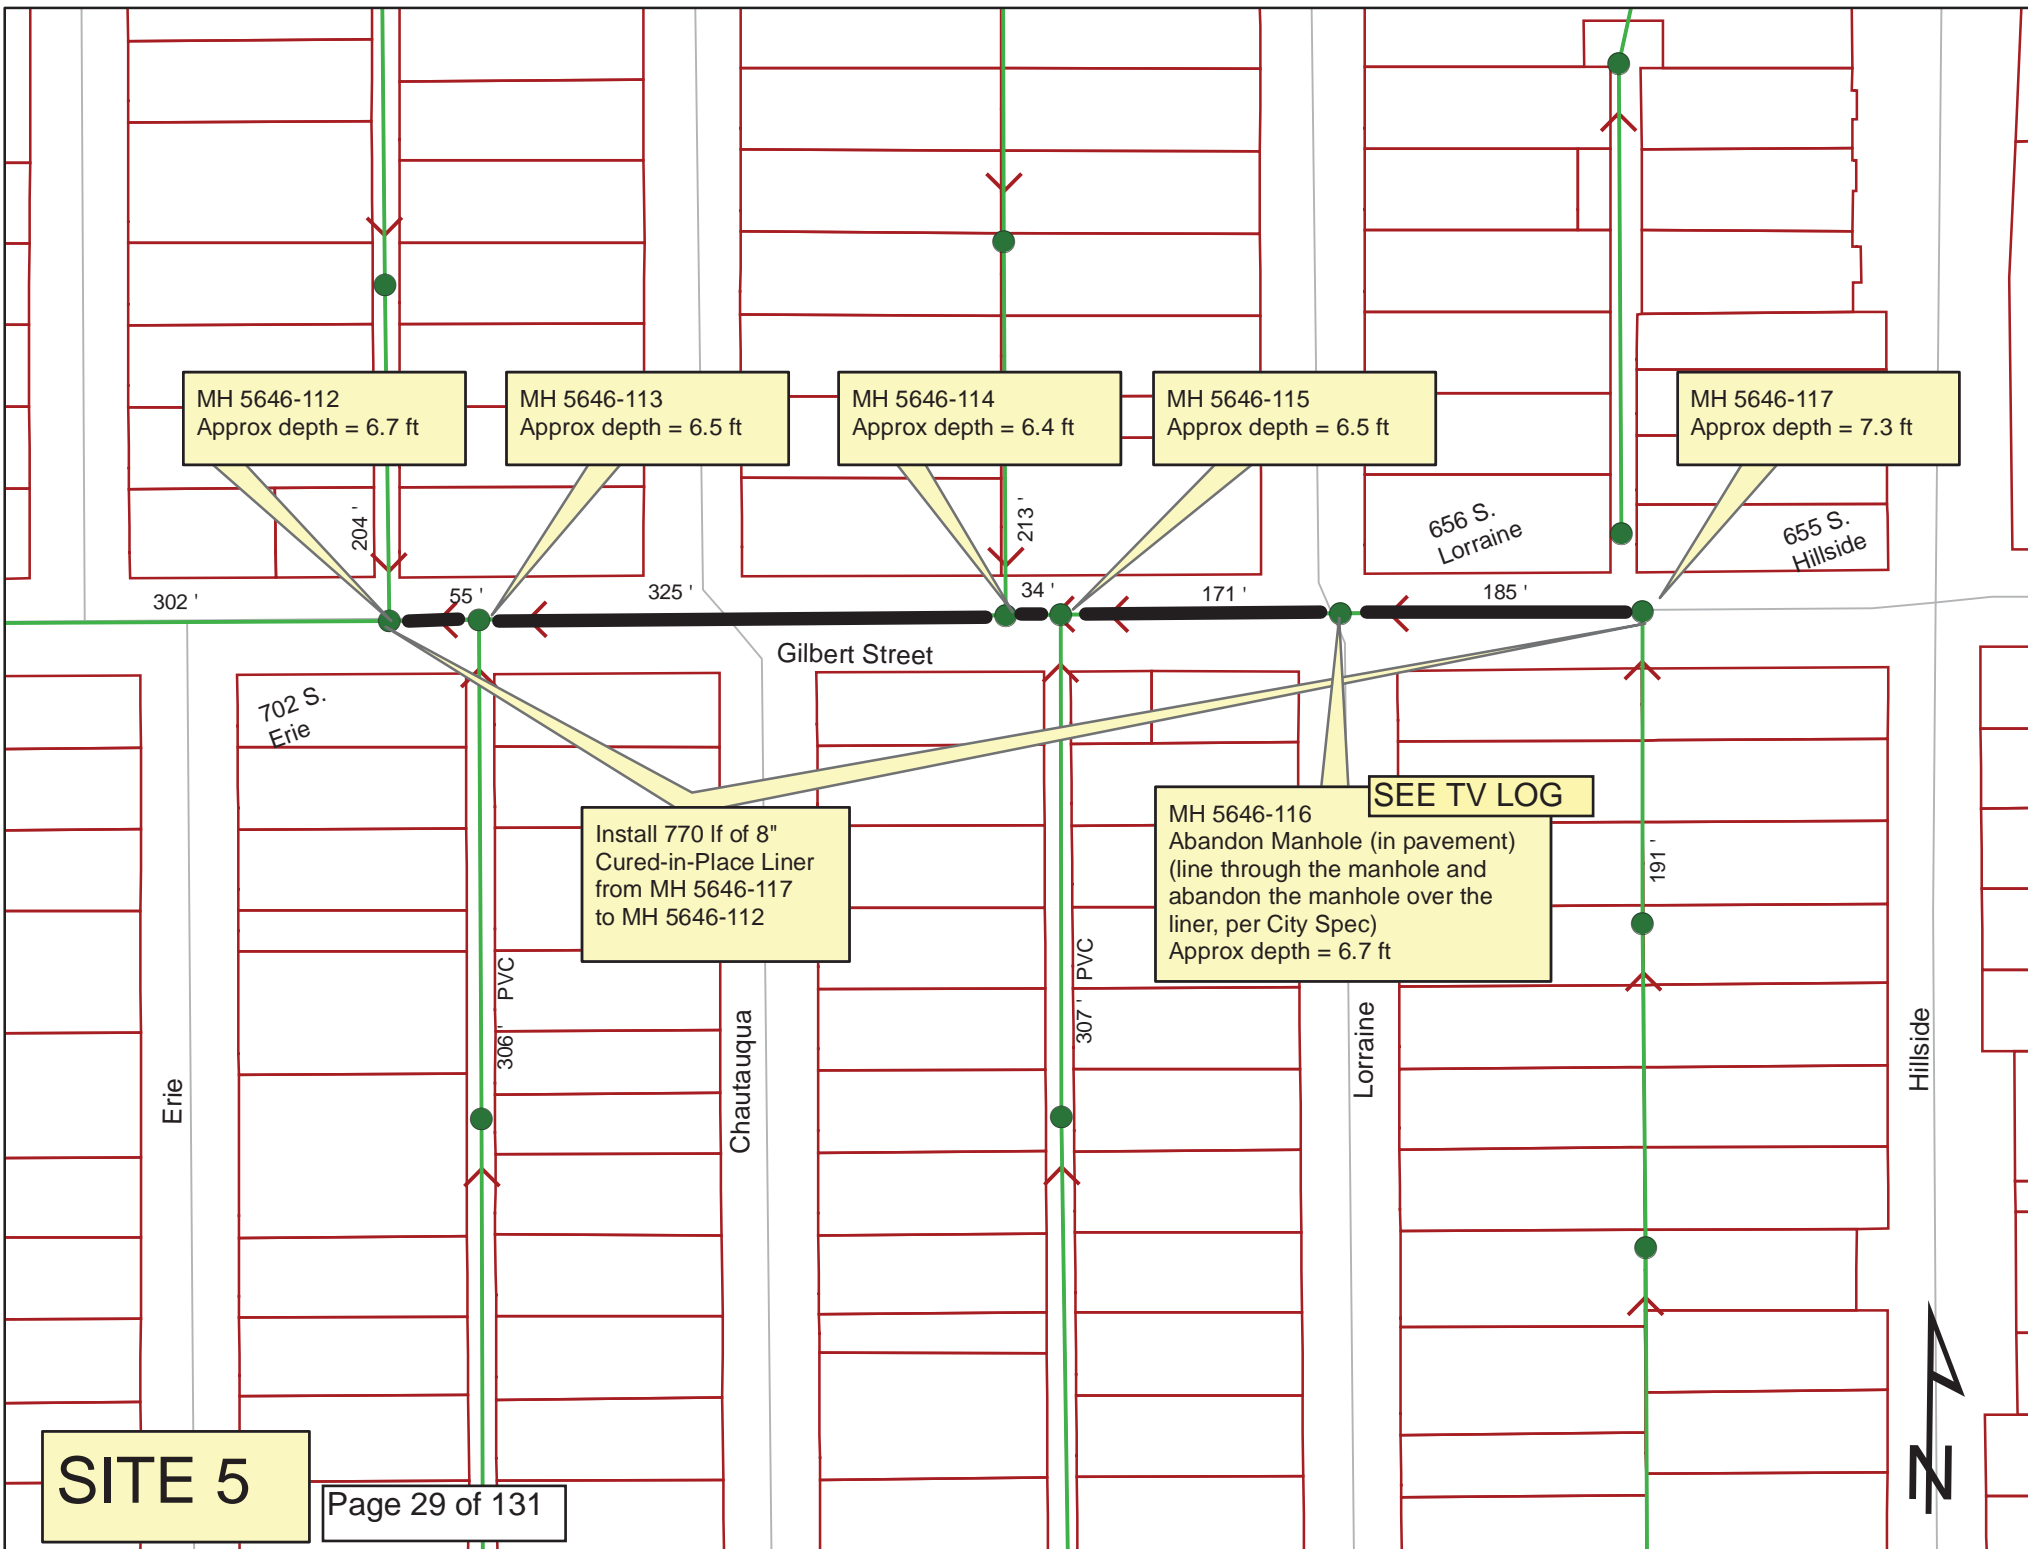 MH 5646-112
Approx depth = 6.7 ft
MH 5646-113
Approx depth = 6.5 ft
MH 5646-114
Approx depth = 6.4 ft
MH 5646-115
Approx depth = 6.5 ft
MH 5646-117
Approx depth = 7.3 ft
204 '
213 '
656 S.
Lorraine
655 S.
Hillside
302 '
55 '
325 '
34 '
171 '
185 '
Gilbert Street
702 S.
Erie
SEE TV LOG
Install 770 lf of 8"
Cured-in-Place Liner
from MH 5646-117
to MH 5646-112
MH 5646-116
Abandon Manhole (in pavement)
(line through the manhole and
abandon the manhole over the
liner, per City Spec)
Approx depth = 6.7 ft
191 '
306 ' PVC
307 ' PVC
Erie
Chautauqua
Lorraine
Hillside
SITE 5
Page 29 of 131
N